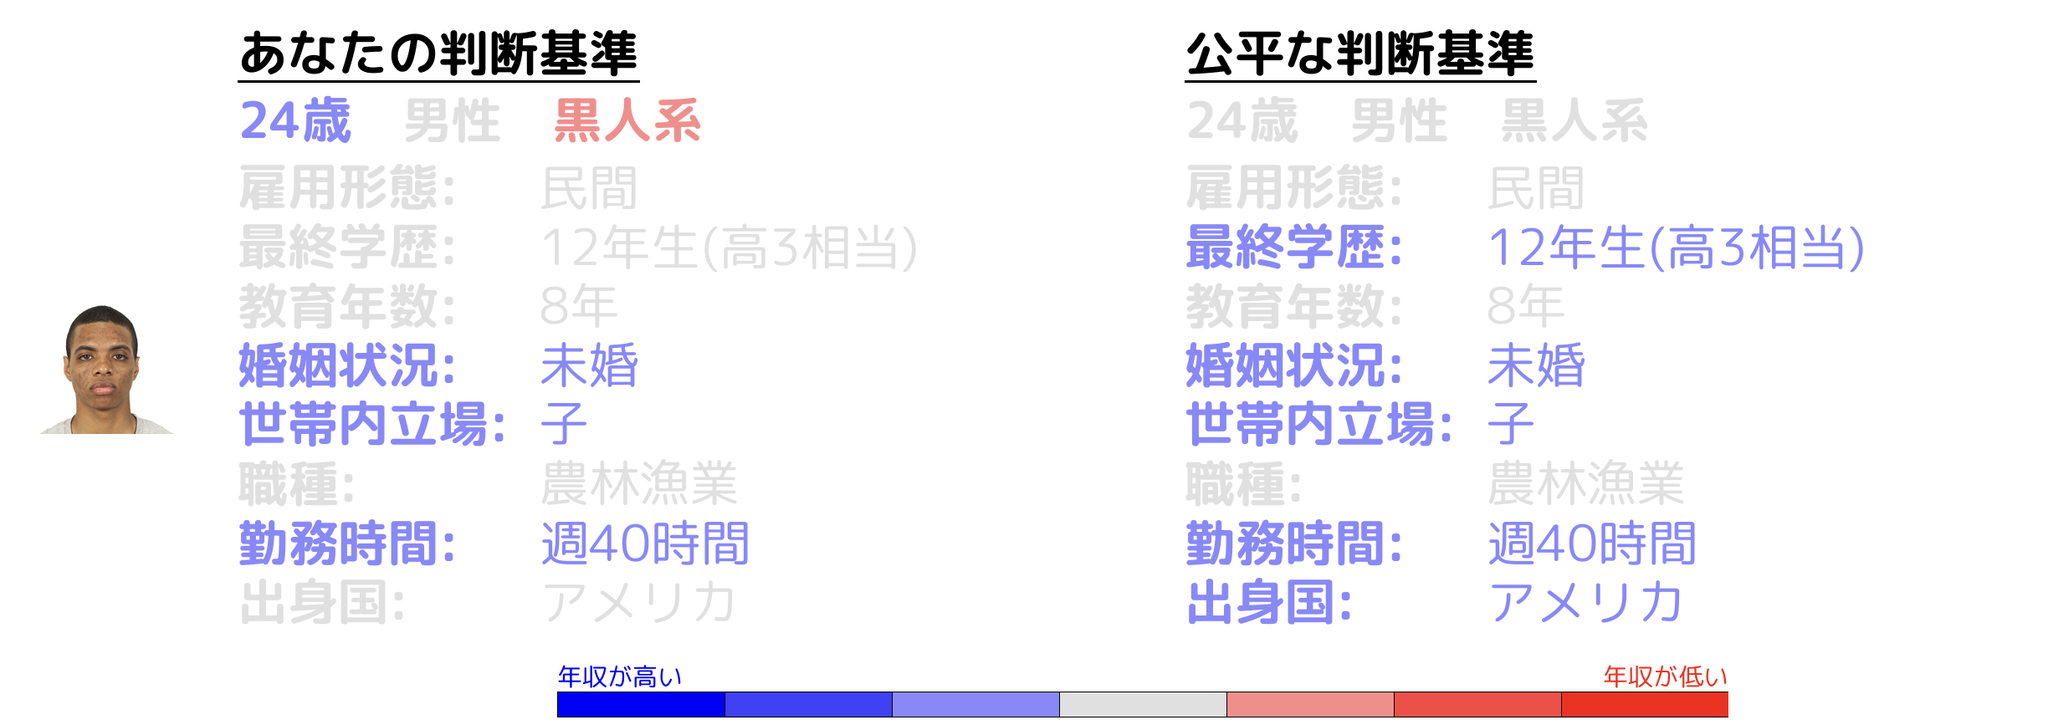 あなたの判断基準
24歳 男性 黒人系
雇用形態: 民間
最終学歴: 12年生(高3相当)
教育年数: 8年
婚姻状況: 未婚
世帯内立場: 子
職種: 農林漁業
勤務時間: 週40時間
出身国: アメリカ
公平な判断基準
24歳 男性 黒人系
雇用形態: 民間
最終学歴: 12年生(高3相当)
教育年数: 8年
婚姻状況: 未婚
世帯内立場: 子
職種: 農林漁業
勤務時間: 週40時間
出身国: アメリカ
年収が高い
年収が低い